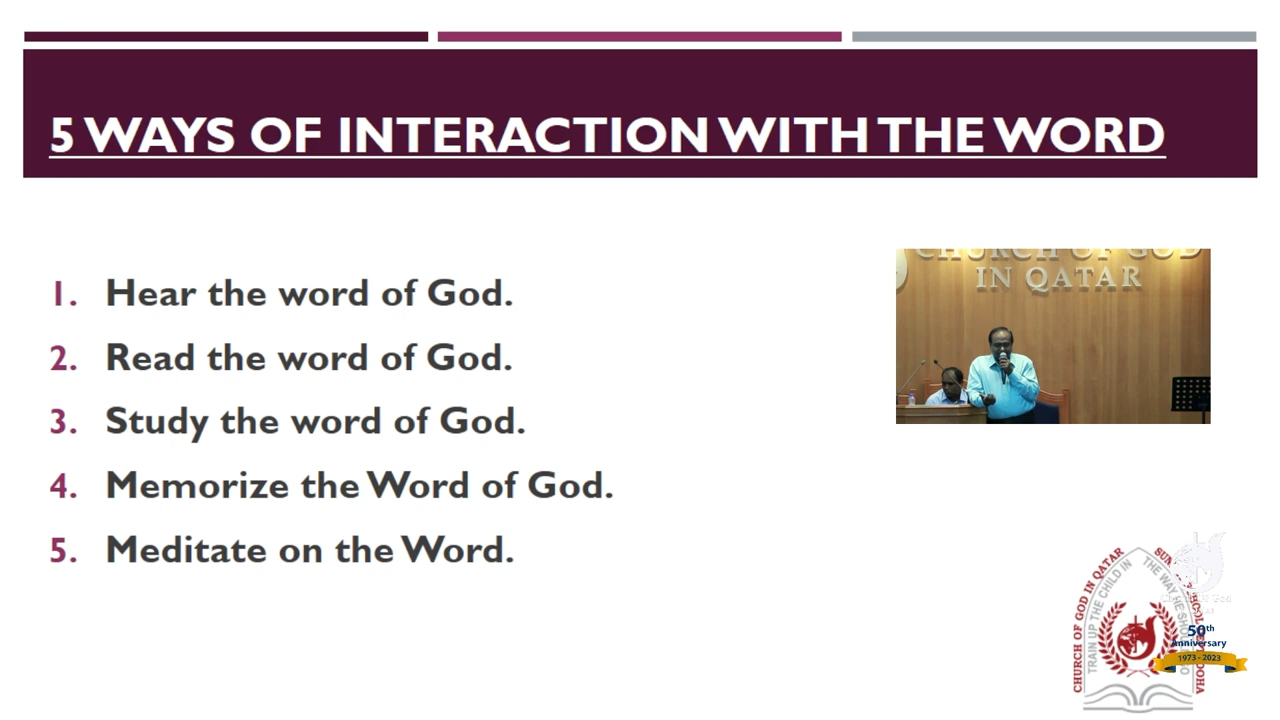 5 WAYS OF INTERACTION WITH THE WORD
1. Hear the word of God.
2. Read the word of God.
3. Study the word of God.
4. Memorize the Word of God.
5. Meditate on the Word.
CHURCH OF GOD
IN QATAR
CHURCH OF GOD IN QATAR
TRAIN UP THE CHILD IN
THE WAY HE
50th
Anniversary
1973 - 2023